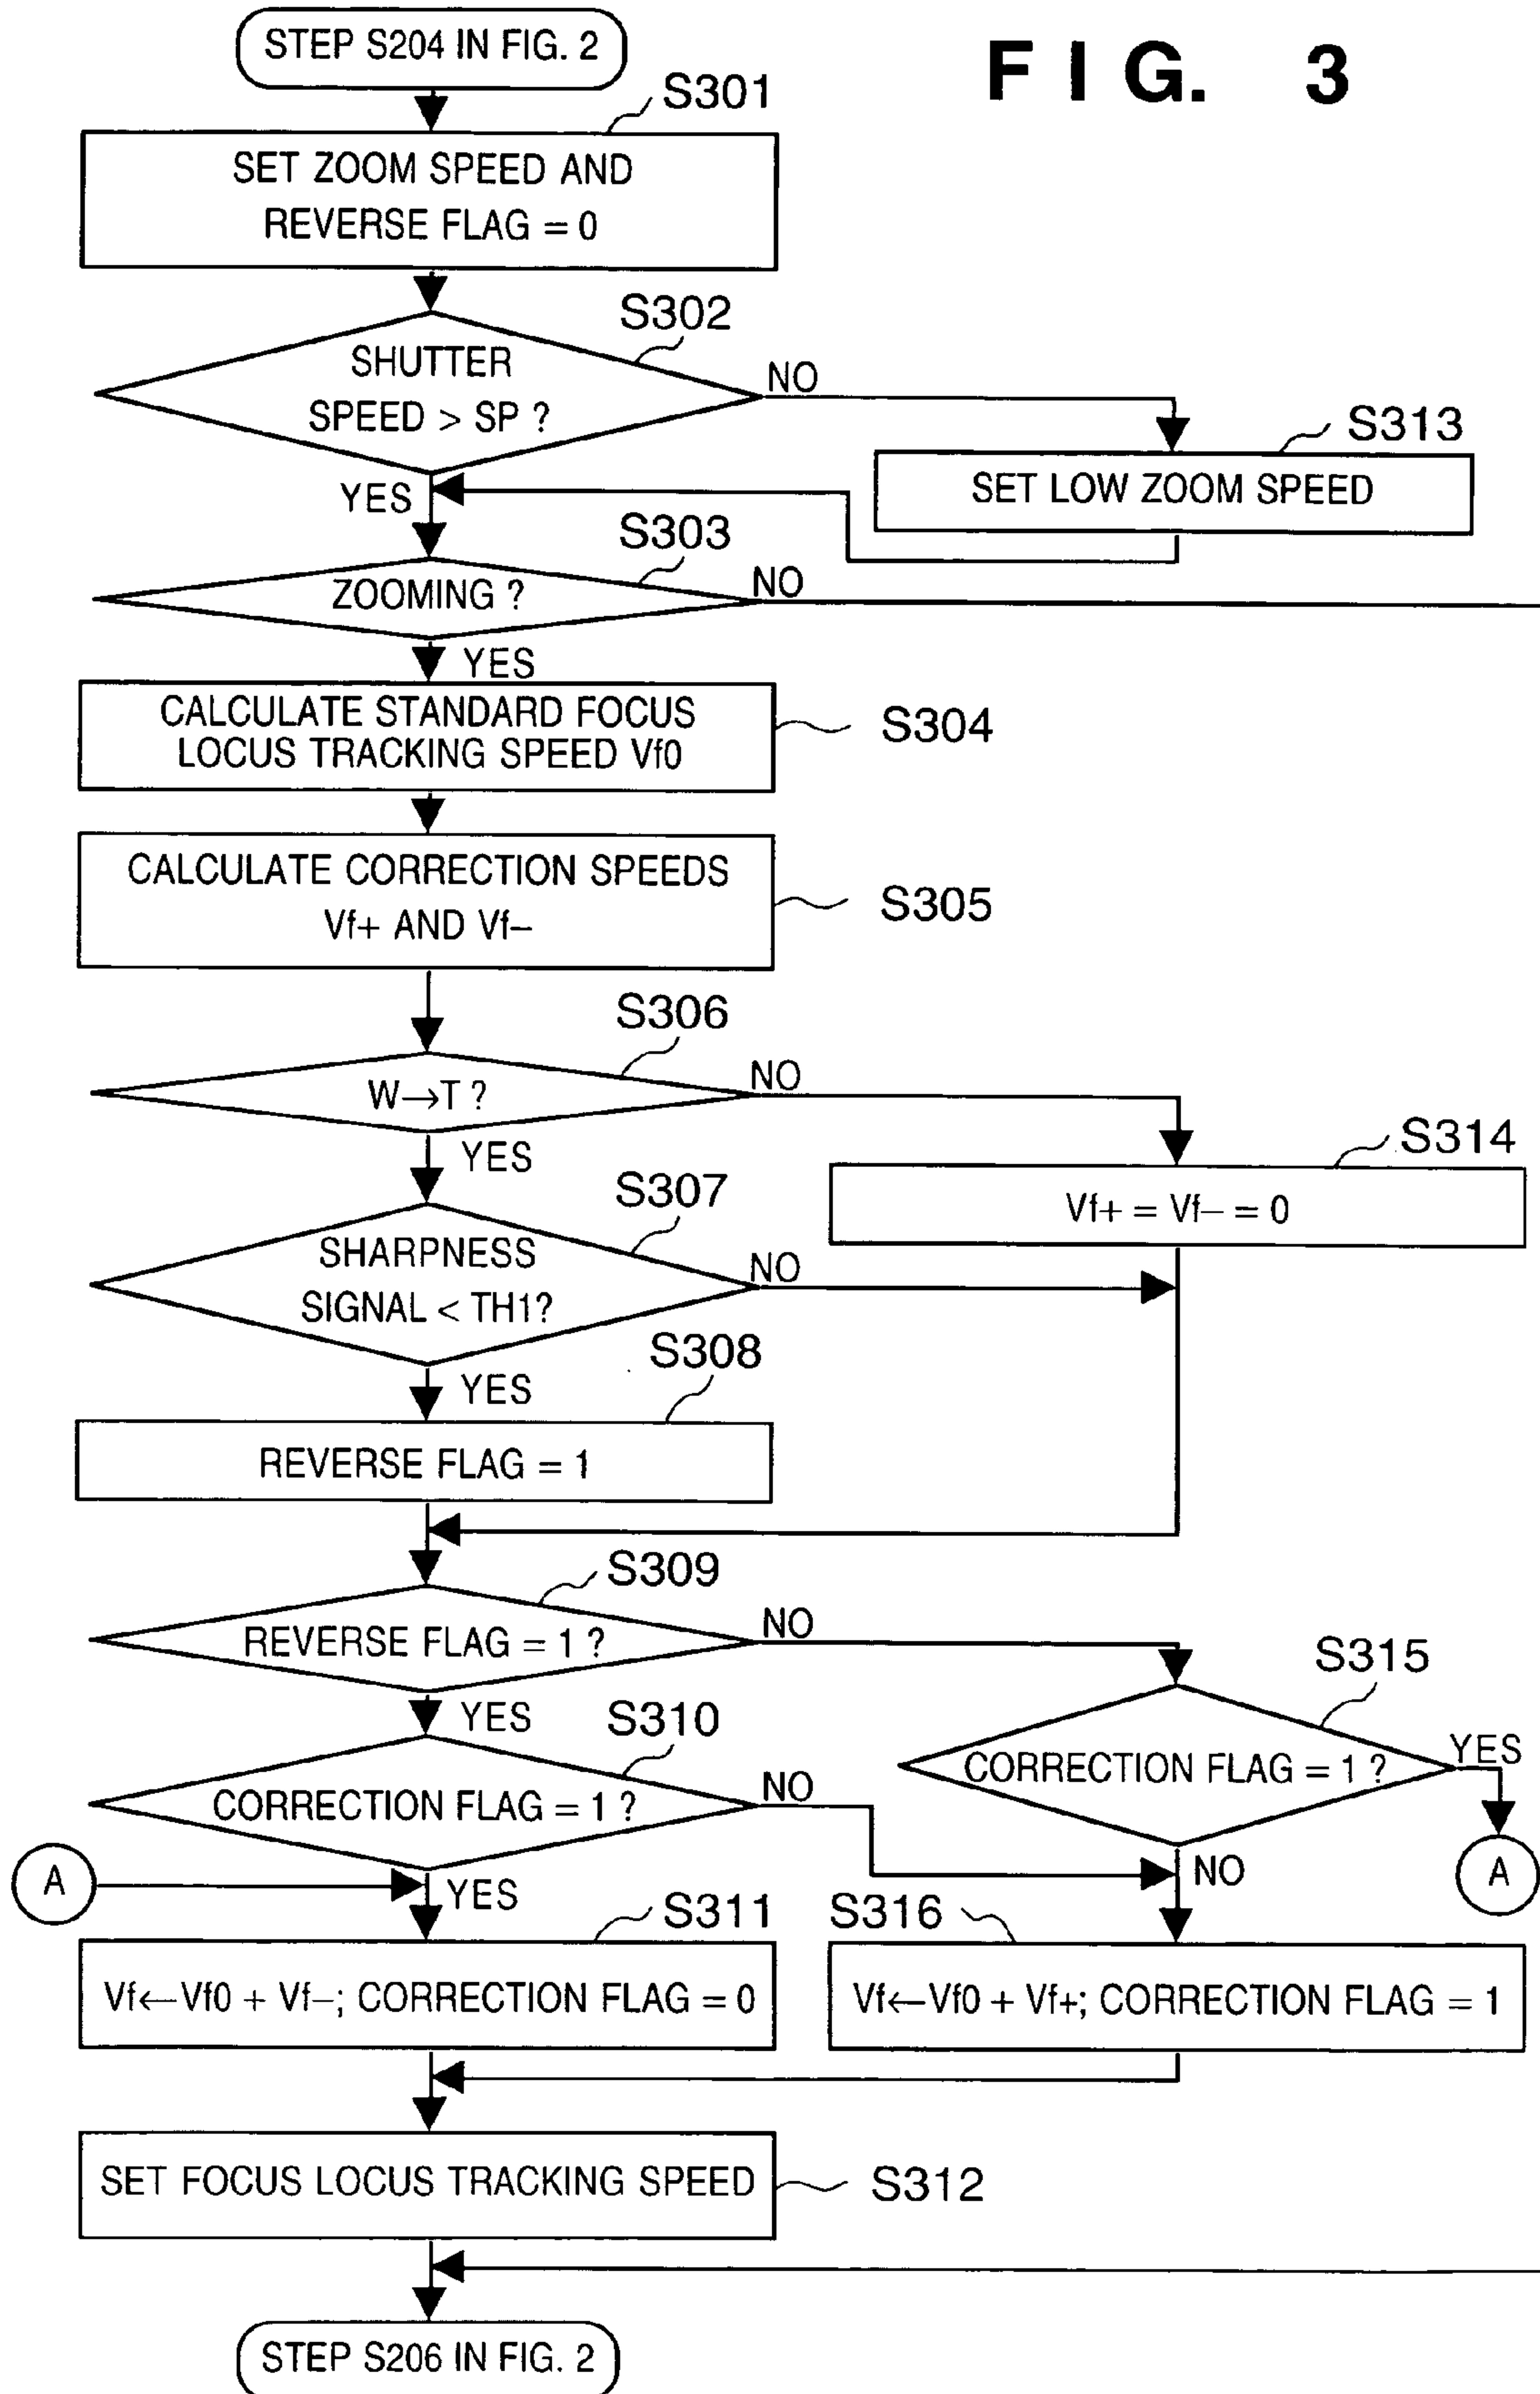 STEP S204 IN FIG. 2
FIG. 3
S301
SET ZOOM SPEED AND
REVERSE FLAG = 0
S302
SHUTTER
SPEED > SP ?
NO
YES
S313
SET LOW ZOOM SPEED
S303
ZOOMING ?
NO
YES
CALCULATE STANDARD FOCUS
LOCUS TRACKING SPEED Vf0
S304
CALCULATE CORRECTION SPEEDS
Vf+ AND Vf−
S305
S306
W→T ?
NO
YES
S314
Vf+ = Vf− = 0
S307
SHARPNESS
SIGNAL < TH1?
NO
YES
S308
REVERSE FLAG = 1
S309
REVERSE FLAG = 1 ?
NO
YES
S315
CORRECTION FLAG = 1 ?
YES
A
NO
S310
CORRECTION FLAG = 1 ?
NO
A
YES
S311
Vf←Vf0 + Vf−; CORRECTION FLAG = 0
S316
Vf←Vf0 + Vf+; CORRECTION FLAG = 1
SET FOCUS LOCUS TRACKING SPEED
S312
STEP S206 IN FIG. 2